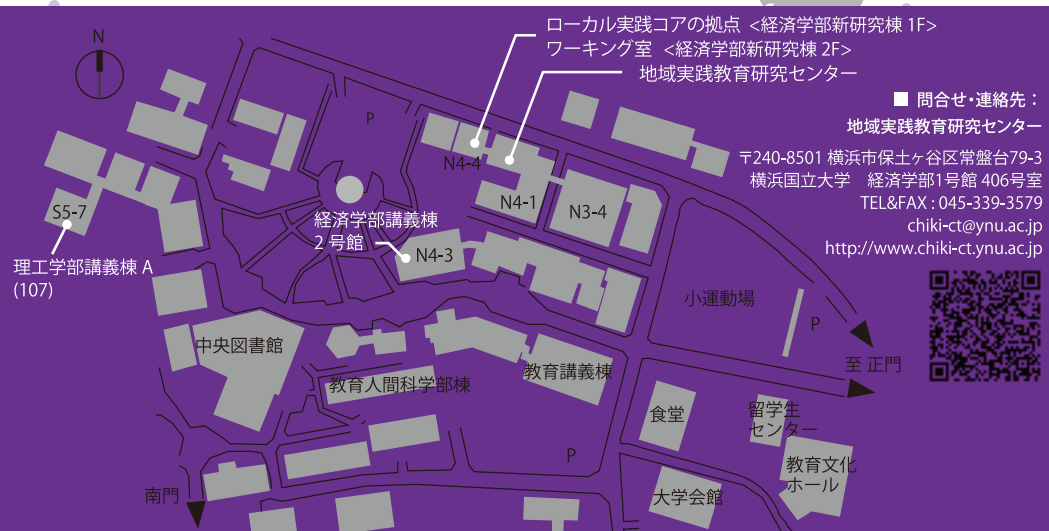 ローカル実践コアの拠点 <経済学部新研究棟 1F>
ワーキング室 <経済学部新研究棟 2F>
地域実践教育研究センター
N
■ 問合せ・連絡先：
地域実践教育研究センター
〒240-8501 横浜市保土ヶ谷区常盤台79-3
横浜国立大学　経済学部1号館 406号室
TEL&FAX : 045-339-3579
chiki-ct@ynu.ac.jp
http://www.chiki-ct.ynu.ac.jp
P
N4-4
N4-1
N3-4
S5-7
経済学部講義棟
2 号館
N4-3
理工学部講義棟 A
(107)
小運動場
P
中央図書館
至 正門
教育講義棟
教育人間科学部棟
食堂
留学生
センター
P
教育文化
ホール
南門
大学会館